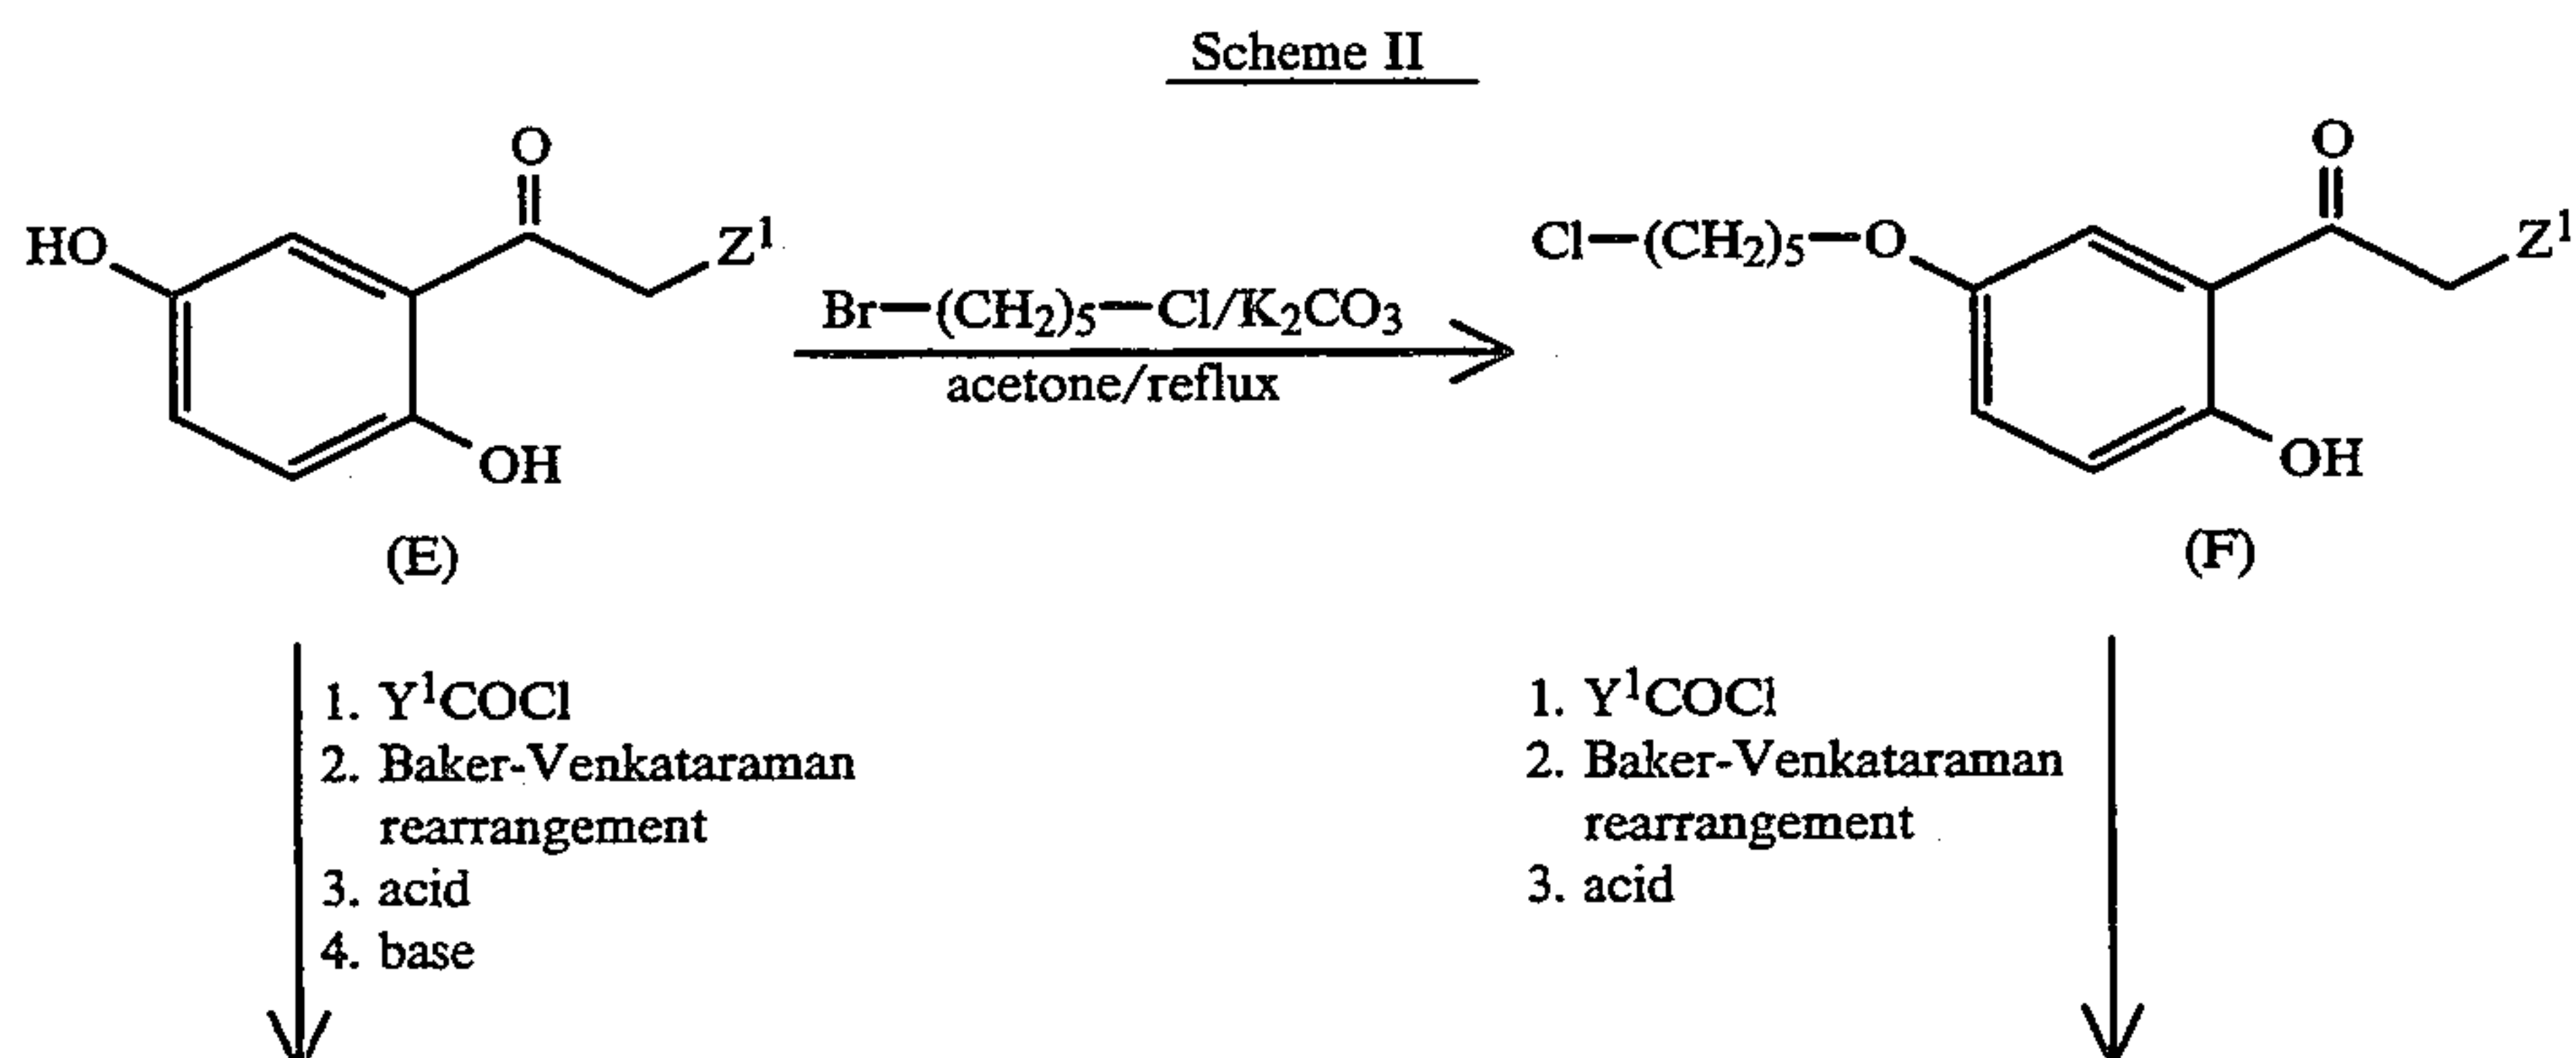 Scheme II
O
HO
Z¹
OH
(E)
Br—(CH₂)₅—Cl/K₂CO₃
acetone/reflux
O
Cl—(CH₂)₅—O
Z¹
OH
(F)
1. Y¹COCl
2. Baker-Venkataraman
rearrangement
3. acid
4. base
1. Y¹COCl
2. Baker-Venkataraman
rearrangement
3. acid